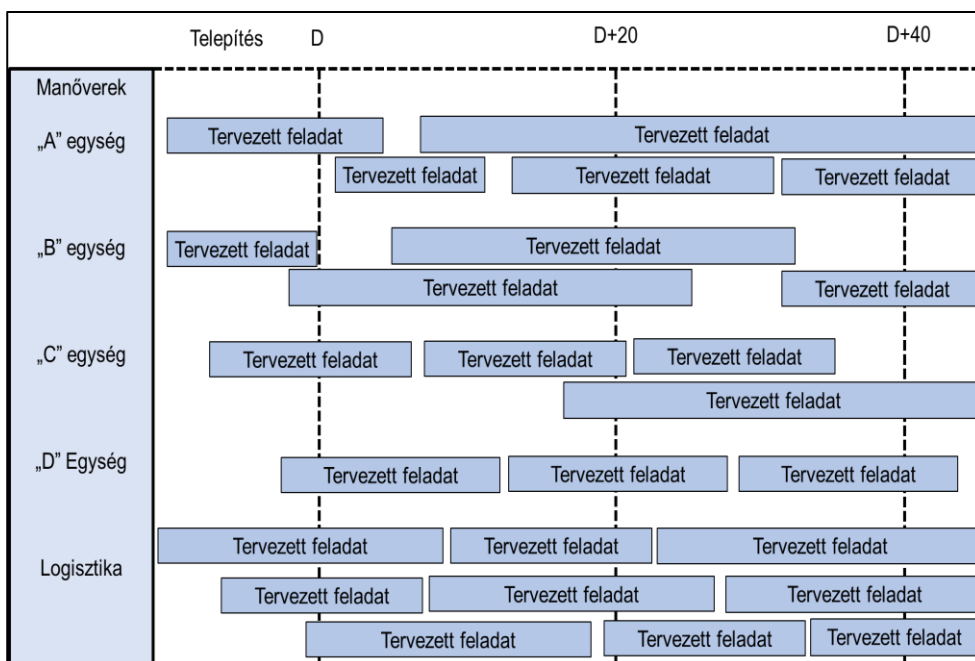 Telepítés D D+20 D+40
Manőverek
„A” egység Tervezett feladat Tervezett feladat
Tervezett feladat Tervezett feladat Tervezett feladat
„B” egység Tervezett feladat Tervezett feladat
Tervezett feladat Tervezett feladat
„C” egység Tervezett feladat Tervezett feladat Tervezett feladat
Tervezett feladat
„D” Egység Tervezett feladat Tervezett feladat Tervezett feladat
Tervezett feladat Tervezett feladat Tervezett feladat
Logisztika
Tervezett feladat Tervezett feladat Tervezett feladat
Tervezett feladat Tervezett feladat Tervezett feladat